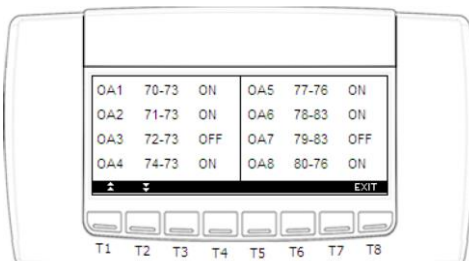 OA1 70-73 ON OA5 77-76 ON
OA2 71-73 ON OA6 78-83 ON
OA3 72-73 OFF OA7 79-83 OFF
OA4 74-73 ON OA8 80-76 ON
EXIT
T1 T2 T3 T4 T5 T6 T7 T8